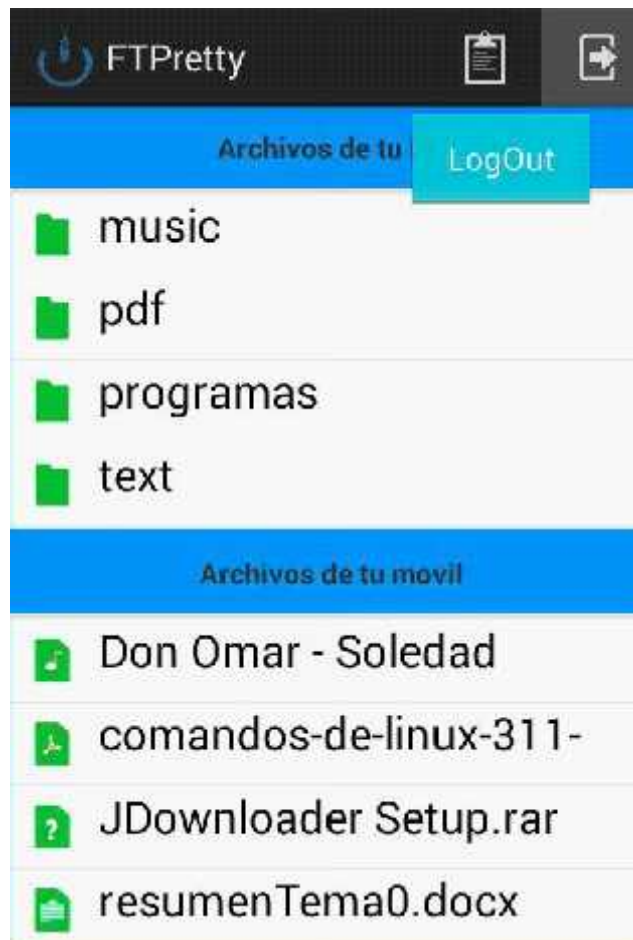 FTPretty
Archivos de tu
LogOut
music
pdf
programas
text
Archivos de tu movil
Don Omar - Soledad
comandos-de-linux-311-
JDownloader Setup.rar
resumenTema0.docx